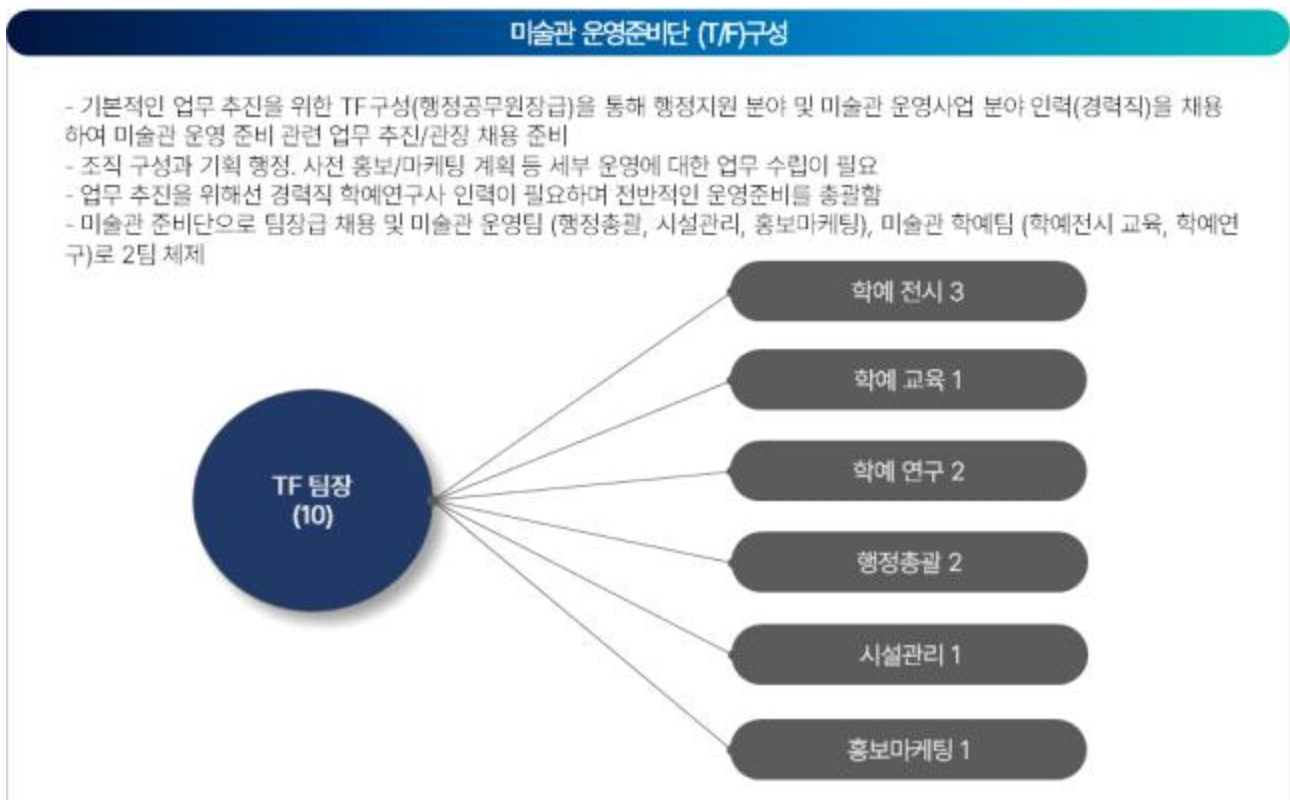 미술관 운영준비단 (T/F)구성
- 기본적인 업무 추진을 위한 TF구성(행정공무원장급)을 통해 행정지원 분야 및 미술관 운영사업 분야 인력(경력직)을 채용
하여 미술관 운영 준비 관련 업무 추진/관장 채용 준비
- 조직 구성과 기획 행정. 사전 홍보/마케팅 계획 등 세부 운영에 대한 업무 수립이 필요
- 업무 추진을 위해선 경력직 학예연구사 인력이 필요하며 전반적인 운영준비를 총괄함
- 미술관 준비단으로 팀장급 채용 및 미술관 운영팀 (행정총괄, 시설관리, 홍보마케팅), 미술관 학예팀 (학예전시 교육, 학예연
구)로 2팀 체제
TF 팀장
(10)
학예 전시 3
학예 교육 1
학예 연구 2
행정총괄 2
시설관리 1
홍보마케팅 1